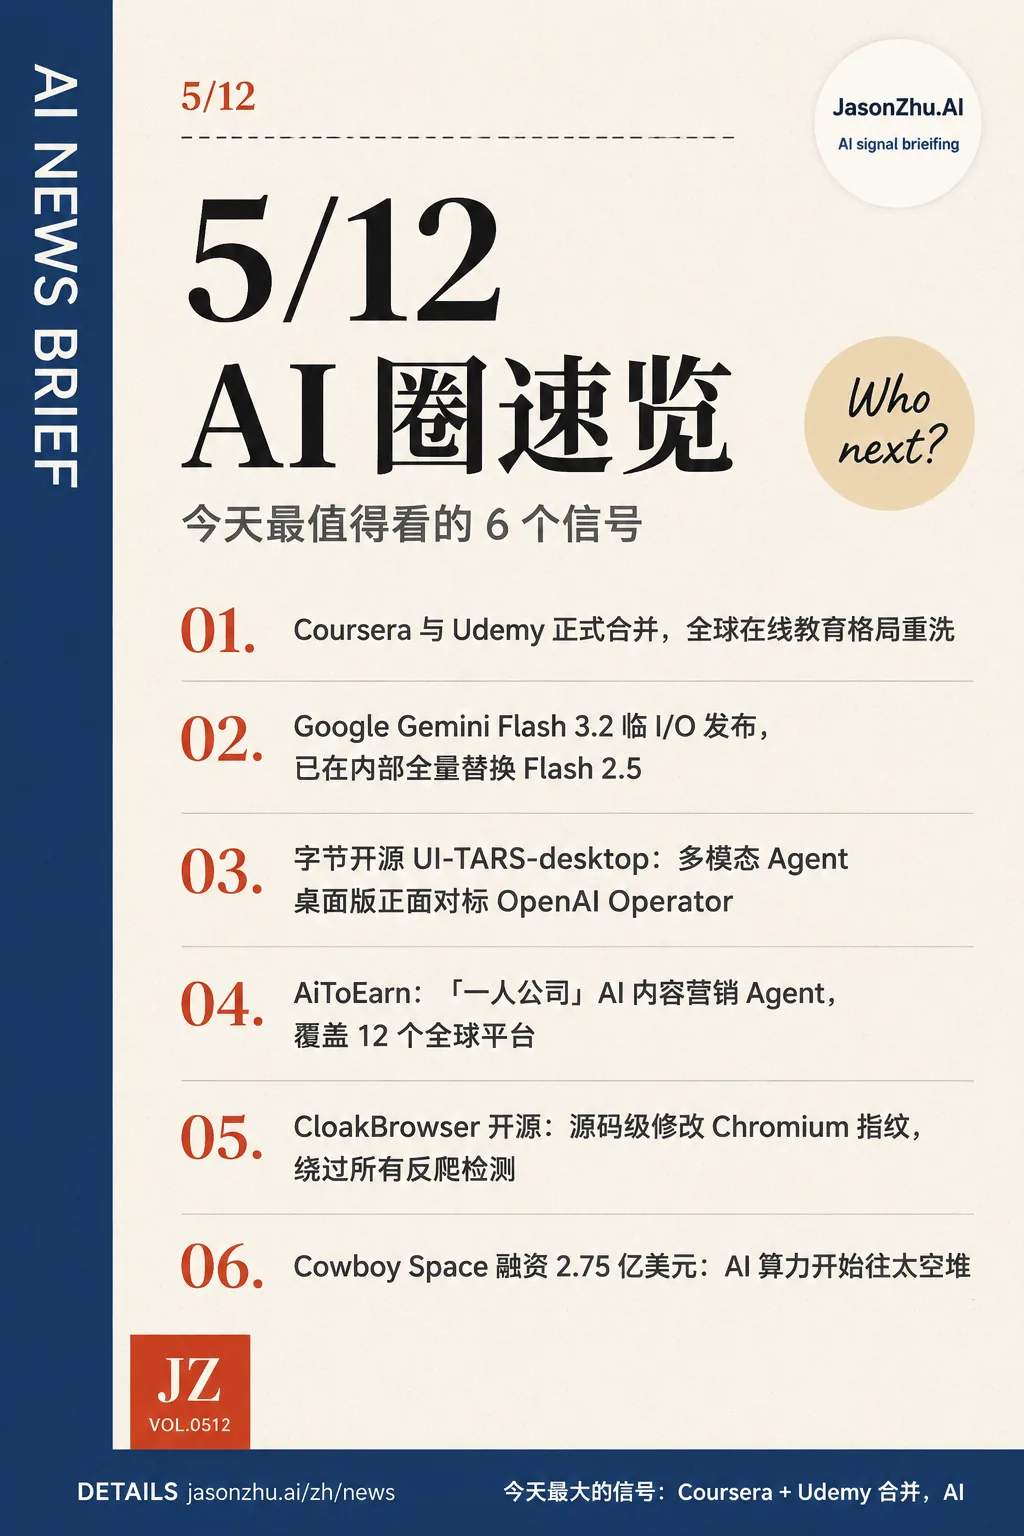 AI NEWS BRIEF
5/12
JasonZhu.AI
AI signal brieifing
5/12
AI 圈速览
Who
next?
今天最值得看的 6 个信号
01.
Coursera 与 Udemy 正式合并，全球在线教育格局重洗
02.
Google Gemini Flash 3.2 临 I/O 发布，
已在内部全量替换 Flash 2.5
03.
字节开源 UI-TARS-desktop：多模态 Agent
桌面版正面对标 OpenAI Operator
04.
AiToEarn：「一人公司」AI 内容营销 Agent，
覆盖 12 个全球平台
05.
CloakBrowser 开源：源码级修改 Chromium 指纹，
绕过所有反爬检测
06.
Cowboy Space 融资 2.75 亿美元：AI 算力开始往太空堆
JZ
VOL.0512
DETAILS jasonzhu.ai/zh/news
今天最大的信号：Coursera + Udemy 合并，AI